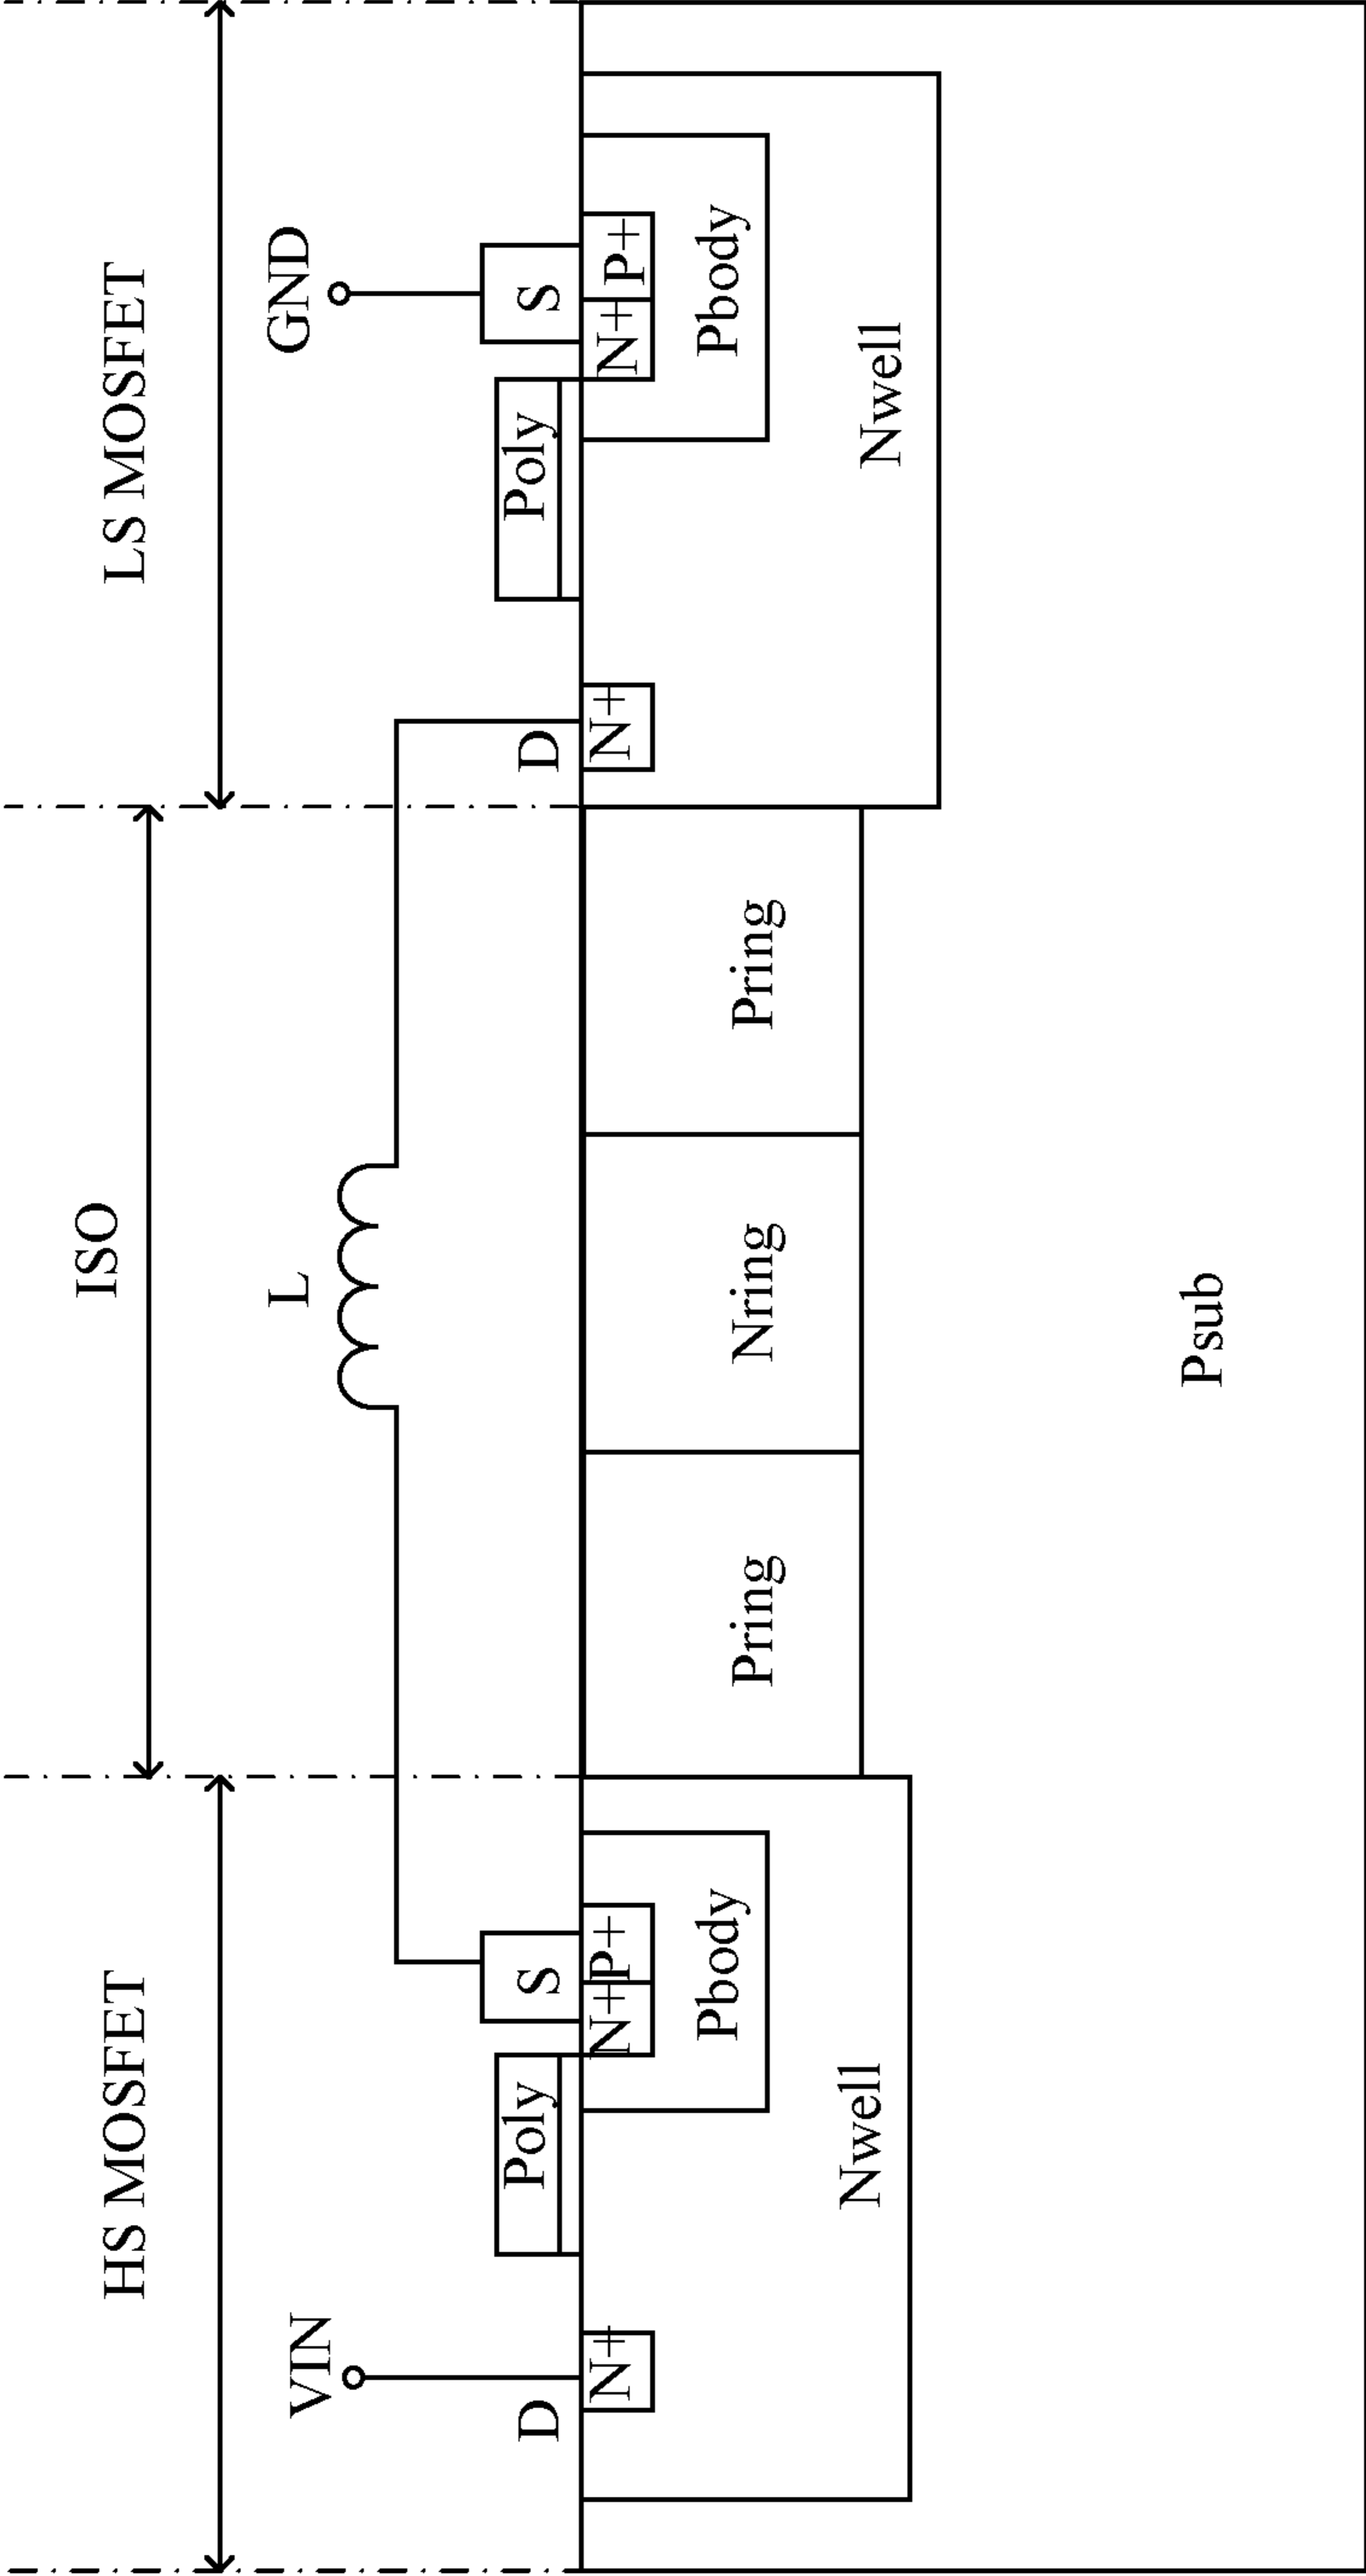 HS MOSFET
ISO
LS MOSFET
VIN
L
GND
D
Poly
S
D
Poly
S
N+
N+
P+
N+
N+
P+
Pbody
Pring
Nring
Pring
Pbody
Nwell
Nwell
Psub